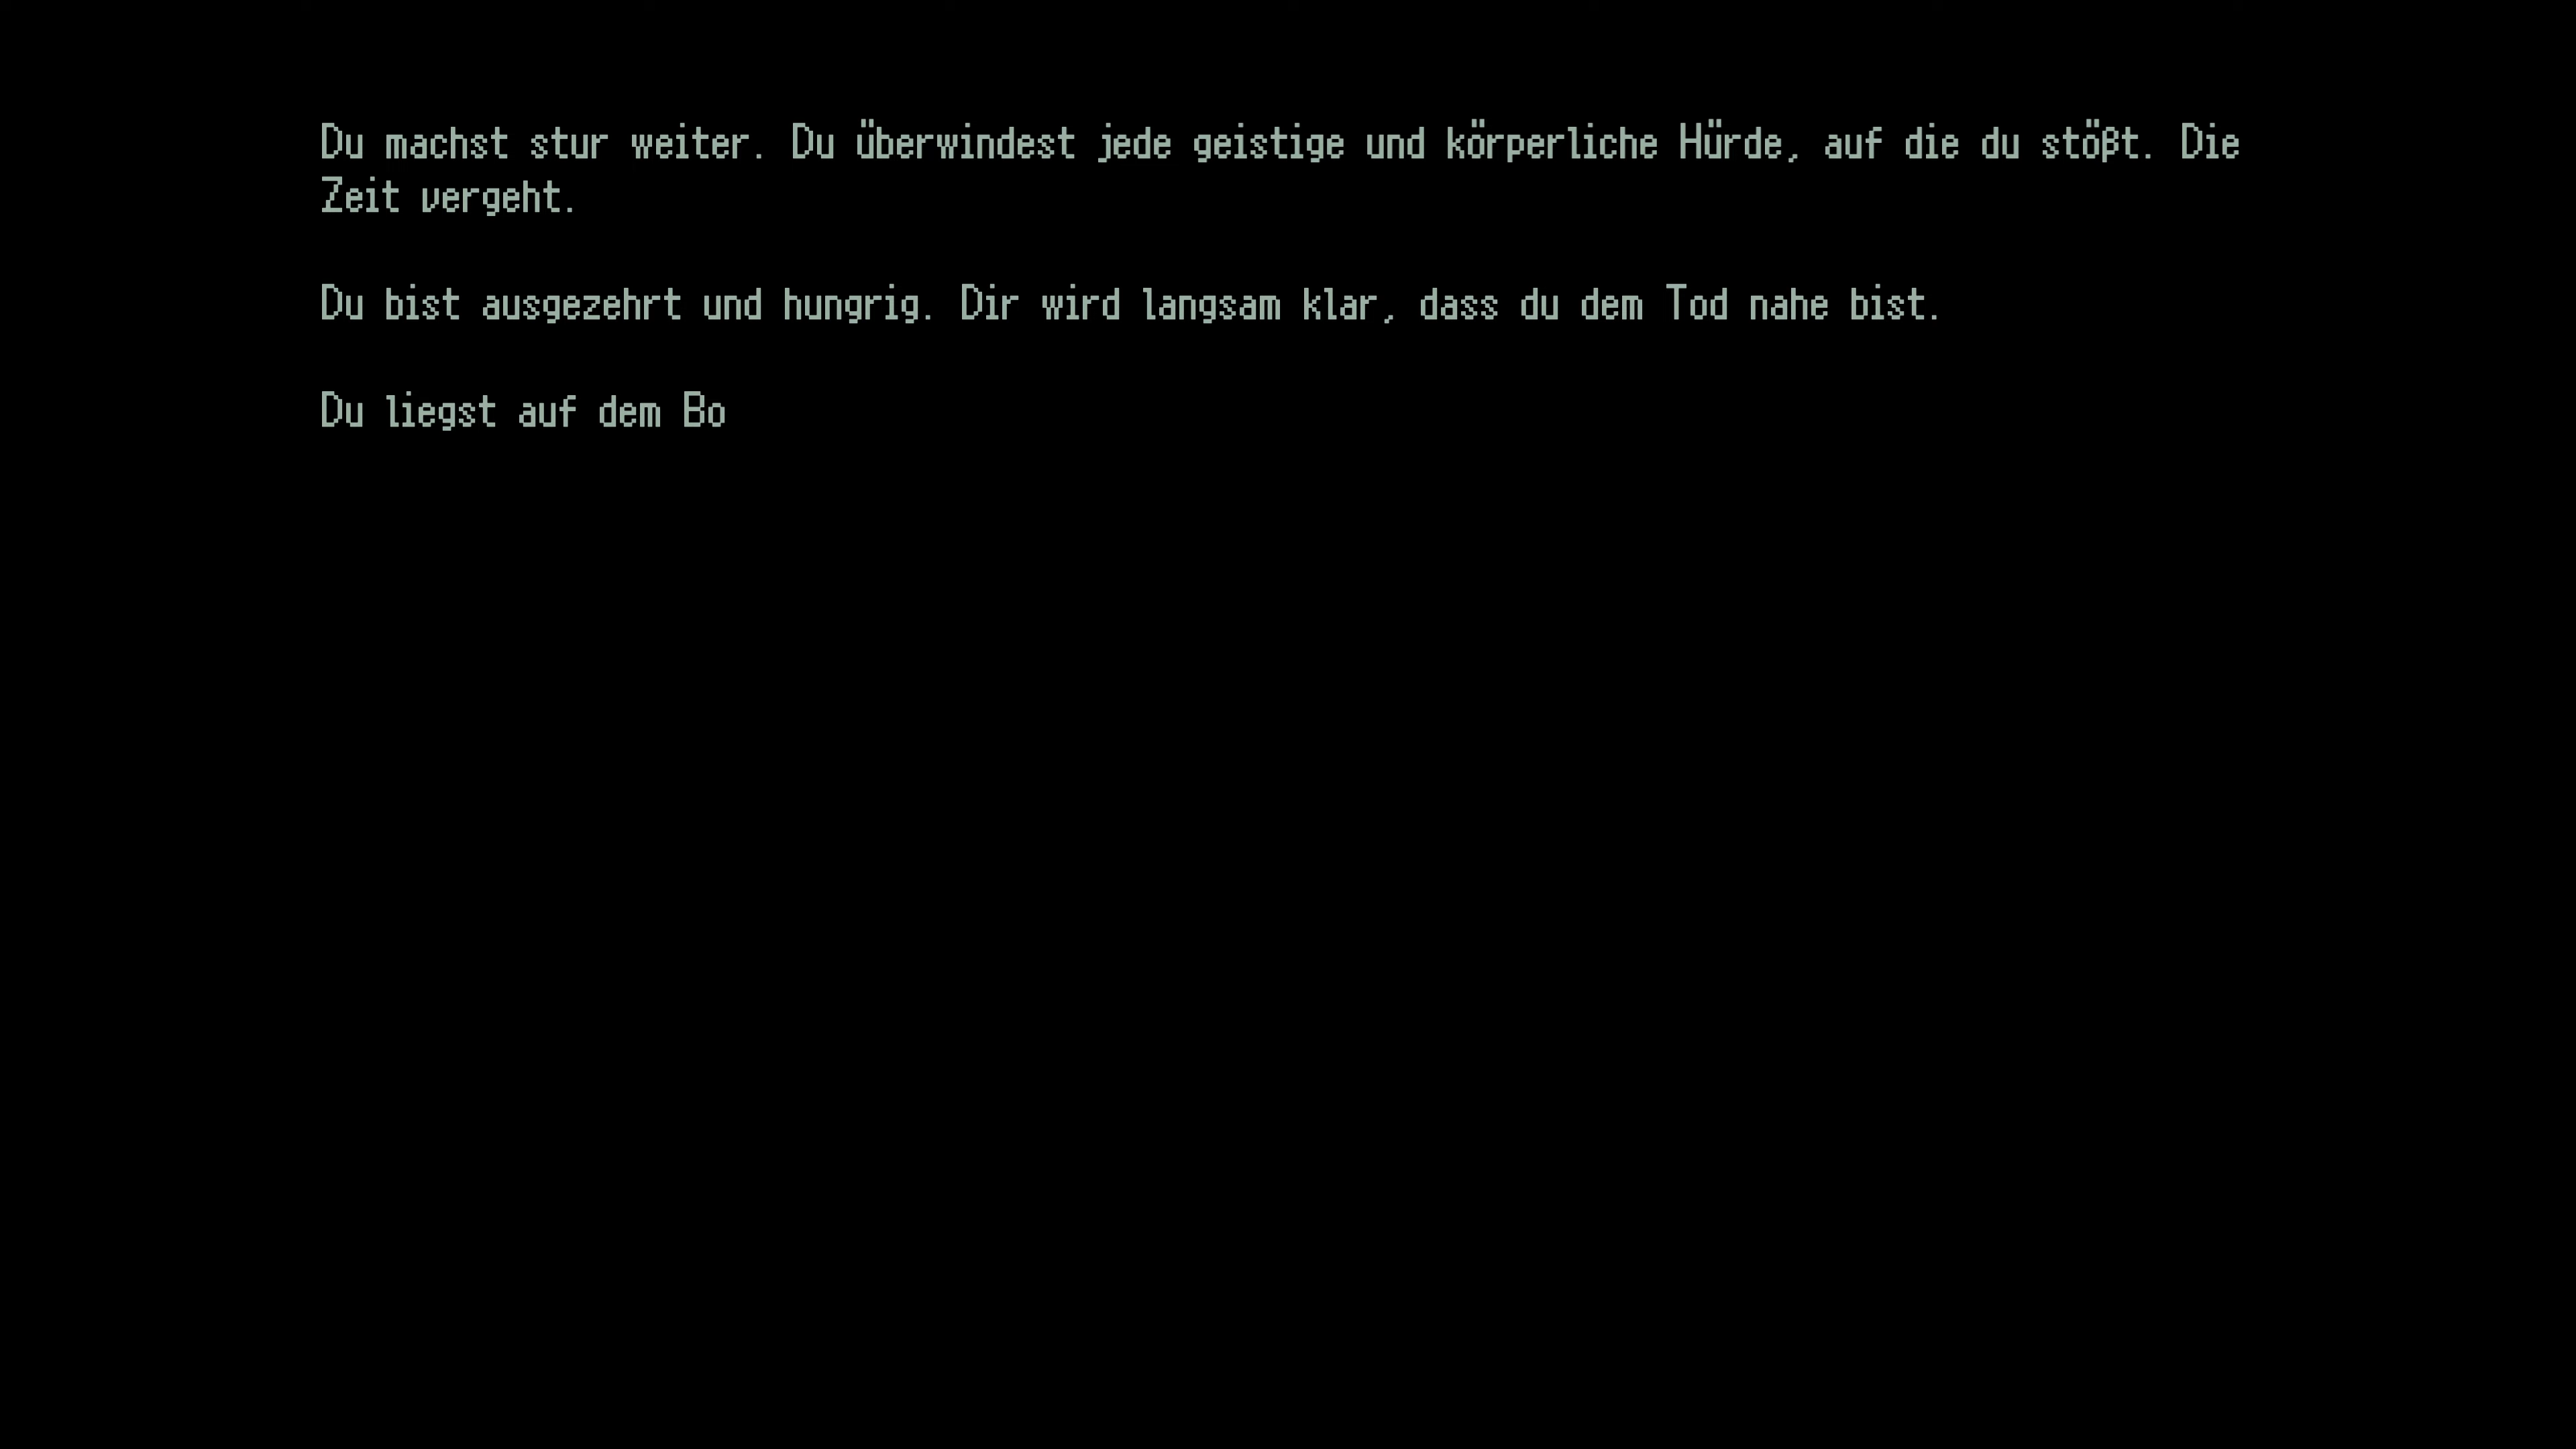 Du machst stur weiter. Du überwindest jede geistige und körperliche Hürde, auf die du stößt. Die
Zeit vergeht.
Du bist ausgezehrt und hungrig. Dir wird langsam klar, dass du dem Tod nahe bist.
Du liegst auf dem Bo